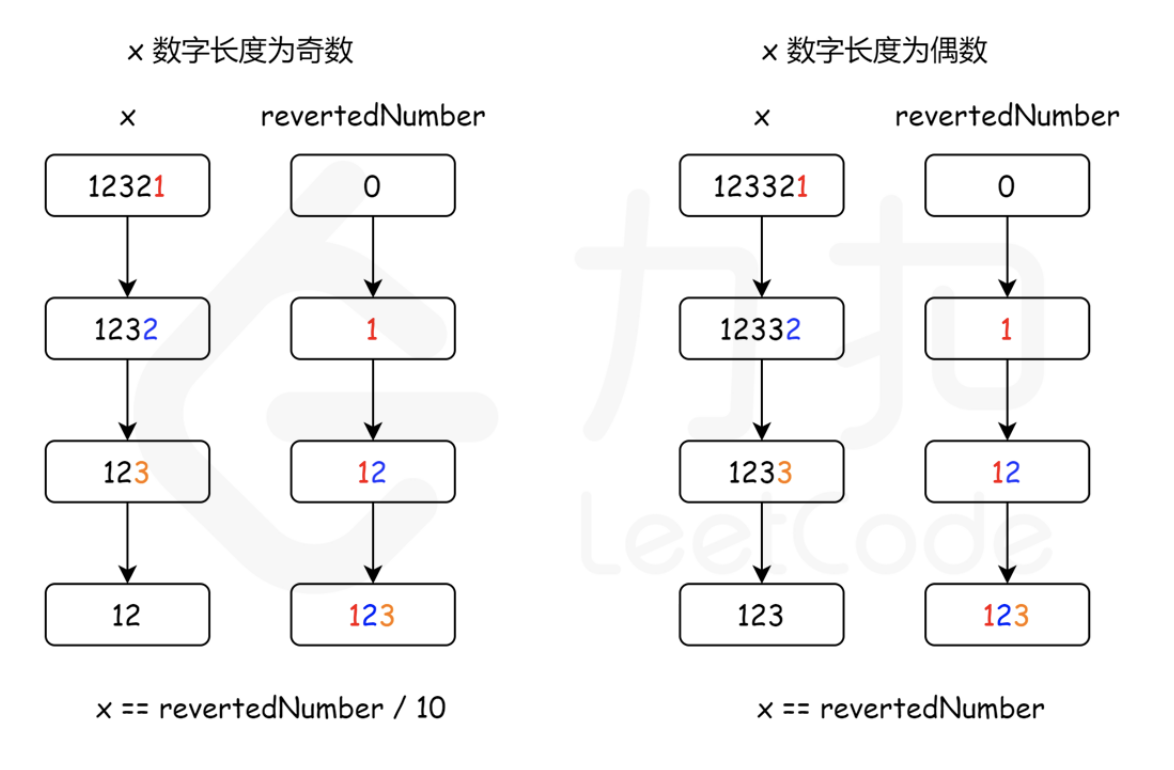 x 数字长度为奇数
x revertedNumber
12321 0
1232 1
123 12
12 123
x == revertedNumber / 10
x 数字长度为偶数
x revertedNumber
123321 0
12332 1
1233 12
123 123
x == revertedNumber
力扣
LeetCode